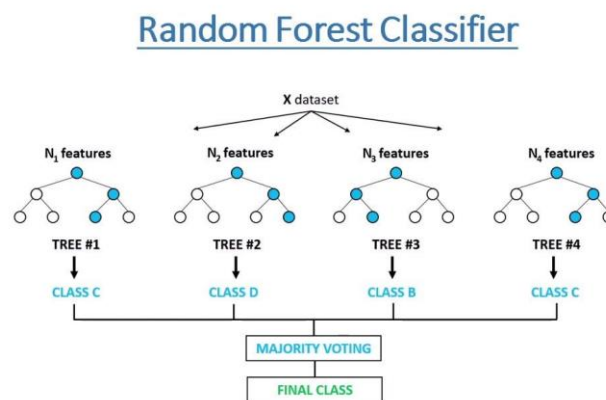 Random Forest Classifier
X dataset
N₁ features N₂ features N₃ features N₄ features
TREE #1 TREE #2 TREE #3 TREE #4
CLASS C CLASS D CLASS B CLASS C
MAJORITY VOTING
FINAL CLASS